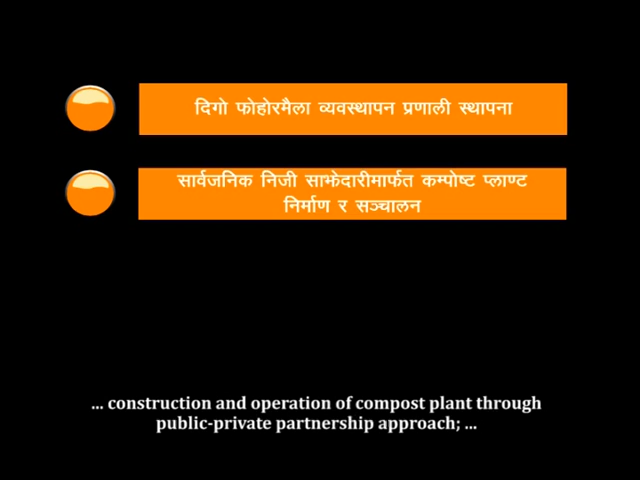 दिगो फोहोरमैला व्यवस्थापन प्रणाली स्थापना
सार्वजनिक निजी साझेदारीमार्फत कम्पोष्ट प्लाण्ट
निर्माण र सञ्चालन
... construction and operation of compost plant through
public-private partnership approach; ...